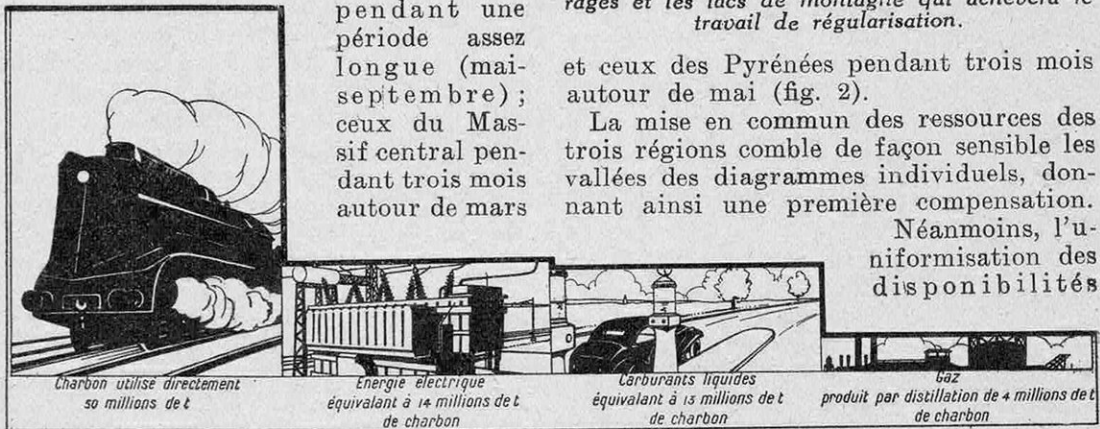 pendant une
période assez
longue (mai-
septembre) ;
ceux du Mas-
sif central pen-
dant trois mois
autour de mars
rages et les lacs de montagne qui achèvera le
travail de régularisation.
et ceux des Pyrénées pendant trois mois
autour de mai (fig. 2).
La mise en commun des ressources des
trois régions comble de façon sensible les
vallées des diagrammes individuels, don-
nant ainsi une première compensation.
Néanmoins, l'u-
niformisation des
disponibilités
Charbon utilisé directement
50 millions de t
Energie électrique
équivalant à 14 millions de t
de charbon
Carburants liquides
équivalant à 13 millions de t
de charbon
Gaz
produit par distillation de 4 millions de t
de charbon